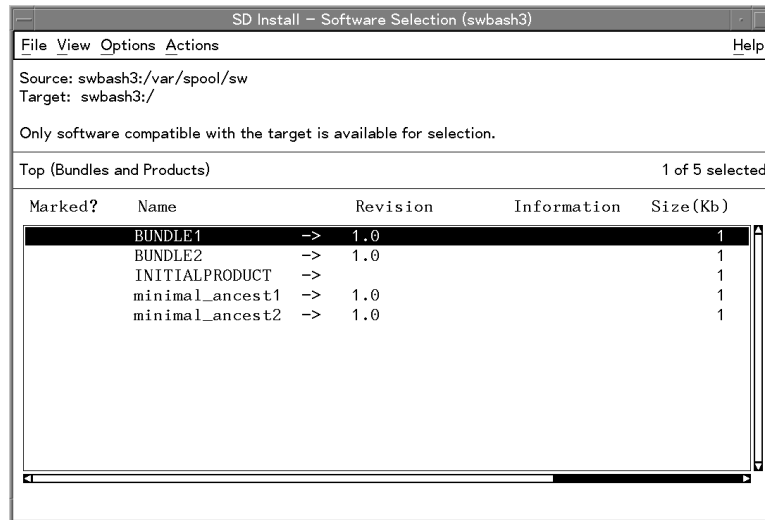 SD Install - Software Selection (swbash3)
File View Options Actions Help
Source: swbash3:/var/spool/sw
Target: swbash3:/
Only software compatible with the target is available for selection.
Top (Bundles and Products) 1 of 5 selected
Marked? Name Revision Information Size(Kb)
BUNDLE1 -> 1.0 1
BUNDLE2 -> 1.0 1
INITIALPRODUCT -> 1
minimal_ancest1 -> 1.0 1
minimal_ancest2 -> 1.0 1